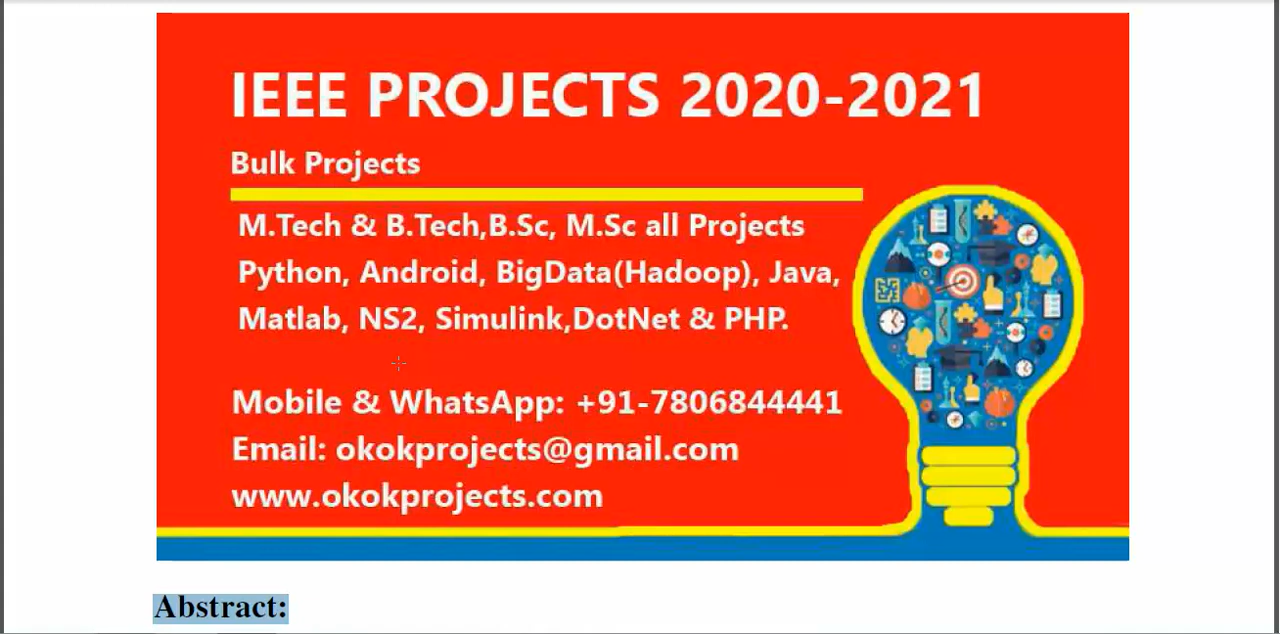 IEEE PROJECTS 2020-2021
Bulk Projects
M.Tech & B.Tech,B.Sc, M.Sc all Projects
Python, Android, BigData(Hadoop), Java,
Matlab, NS2, Simulink,DotNet & PHP.
Mobile & WhatsApp: +91-7806844441
Email: okokprojects@gmail.com
www.okokprojects.com
Abstract: